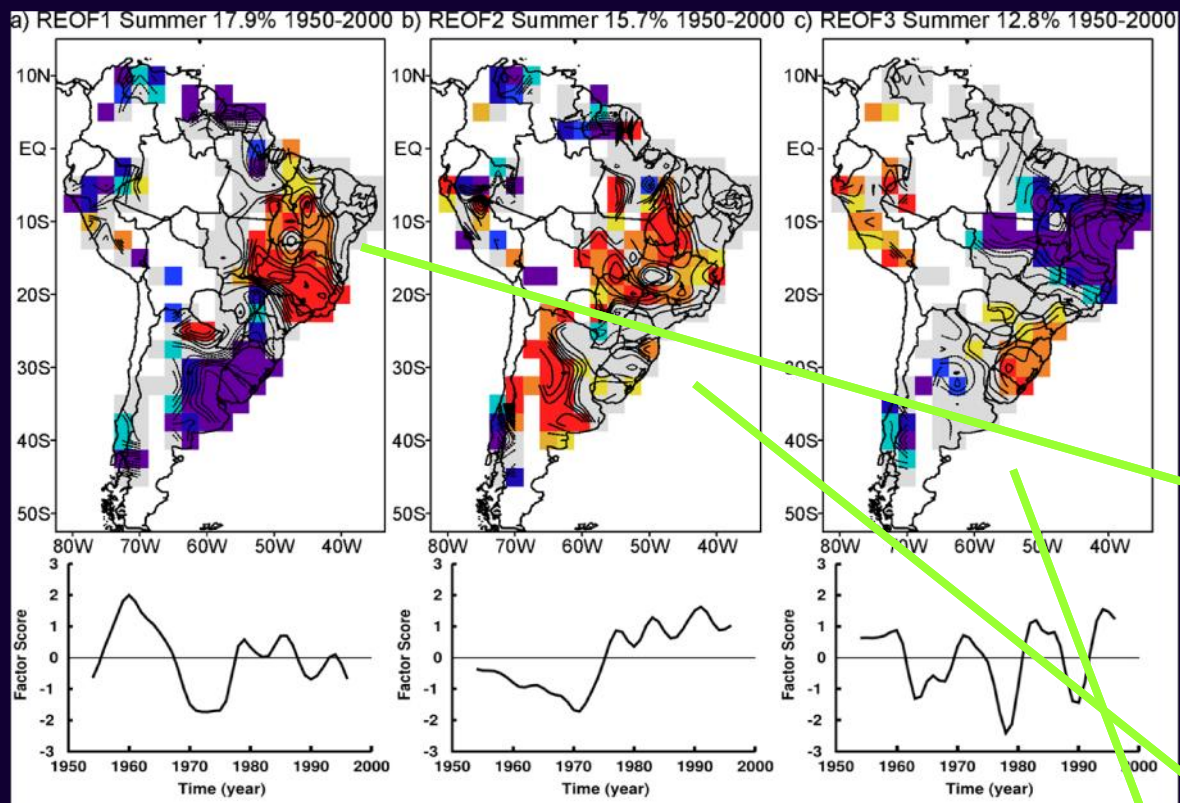 a) REOF1 Summer 17.9% 1950-2000 b) REOF2 Summer 15.7% 1950-2000 c) REOF3 Summer 12.8% 1950-2000
10N
EQ
10S
20S
30S
40S
50S
80W 70W 60W 50W 40W
10N
EQ
10S
20S
30S
40S
50S
80W 70W 60W 50W 40W
10N
EQ
10S
20S
30S
40S
50S
80W 70W 60W 50W 40W
Factor Score
3
2
1
0
-1
-2
-3
1950 1960 1970 1980 1990 2000
Time (year)
Factor Score
3
2
1
0
-1
-2
-3
1950 1960 1970 1980 1990 2000
Time (year)
Factor Score
3
2
1
0
-1
-2
-3
1950 1960 1970 1980 1990 2000
Time (year)